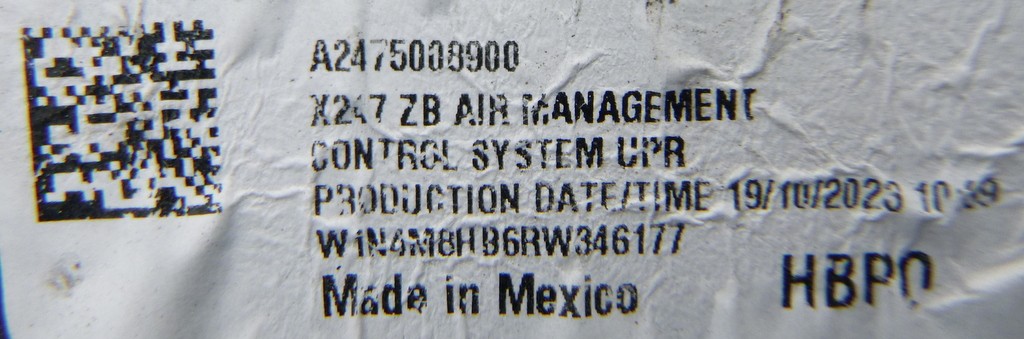 A2475008900
X247 ZB AIR MANAGEMENT
CONTROL SYSTEM UPR
PRODUCTION DATE/TIME 19/10/2023
W1N4M8HB6RW346177
Made in Mexico
HBPO